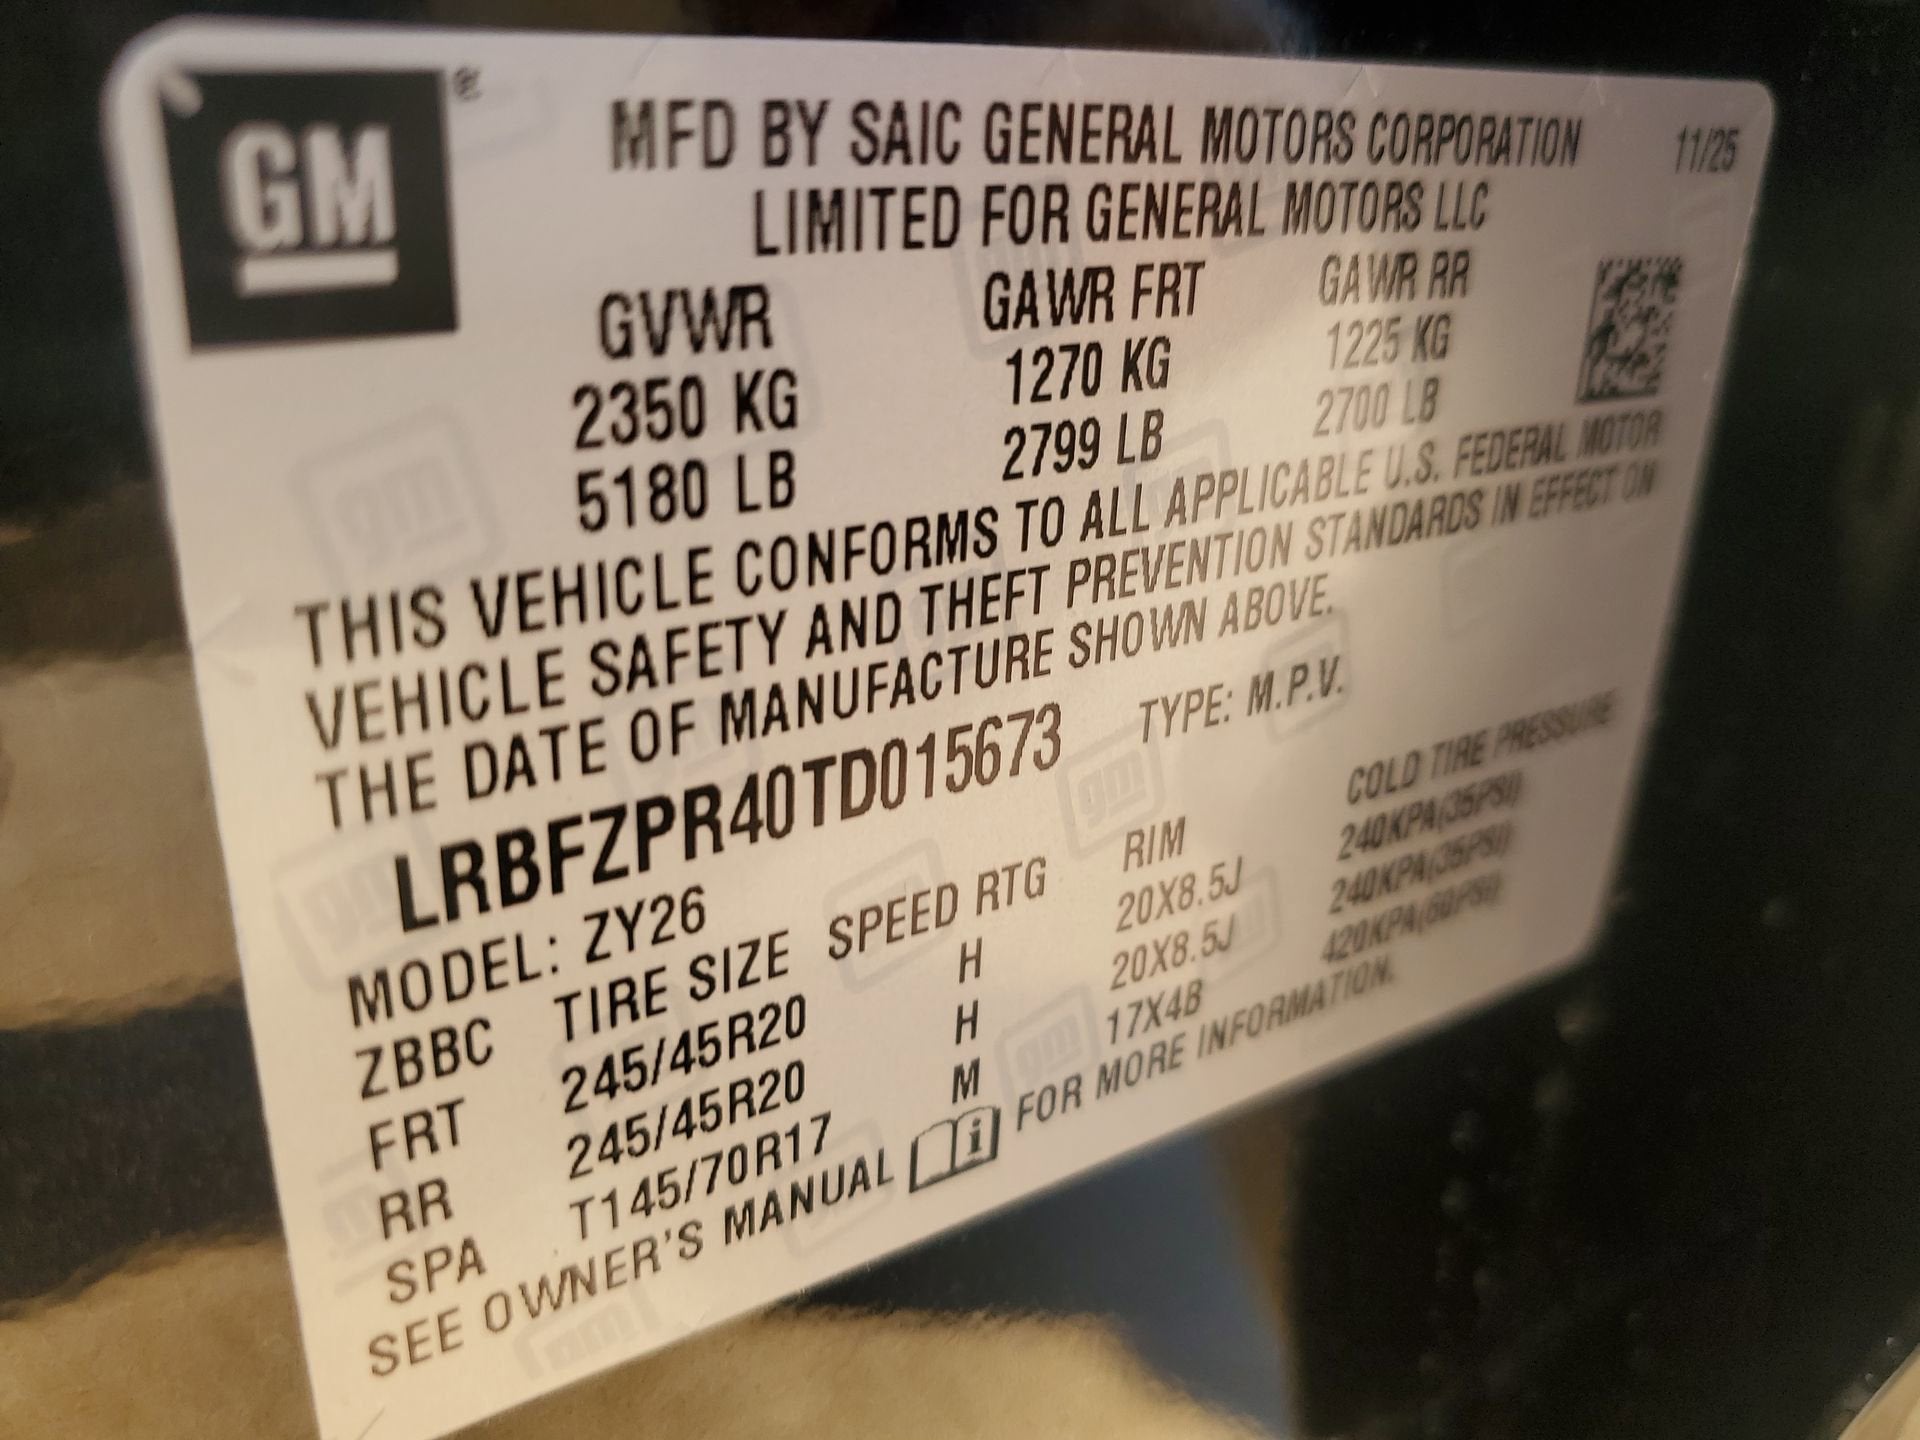 GM ®
MFD BY SAIC GENERAL MOTORS CORPORATION 11/25
LIMITED FOR GENERAL MOTORS LLC
GVWR GAWR FRT GAWR RR
2350 KG 1270 KG 1225 KG
5180 LB 2799 LB 2700 LB
THIS VEHICLE CONFORMS TO ALL APPLICABLE U.S. FEDERAL MOTOR
VEHICLE SAFETY AND THEFT PREVENTION STANDARDS IN EFFECT ON
THE DATE OF MANUFACTURE SHOWN ABOVE.
LRBFZPR40TD015673 TYPE: M.P.V.
MODEL: ZY26
ZBBC TIRE SIZE SPEED RTG RIM COLD TIRE PRESSURE
FRT 245/45R20 H 20X8.5J 240KPA(35PSI)
RR 245/45R20 H 20X8.5J 240KPA(35PSI)
SPA T145/70R17 M 17X4B 420KPA(60PSI)
SEE OWNER'S MANUAL i FOR MORE INFORMATION.